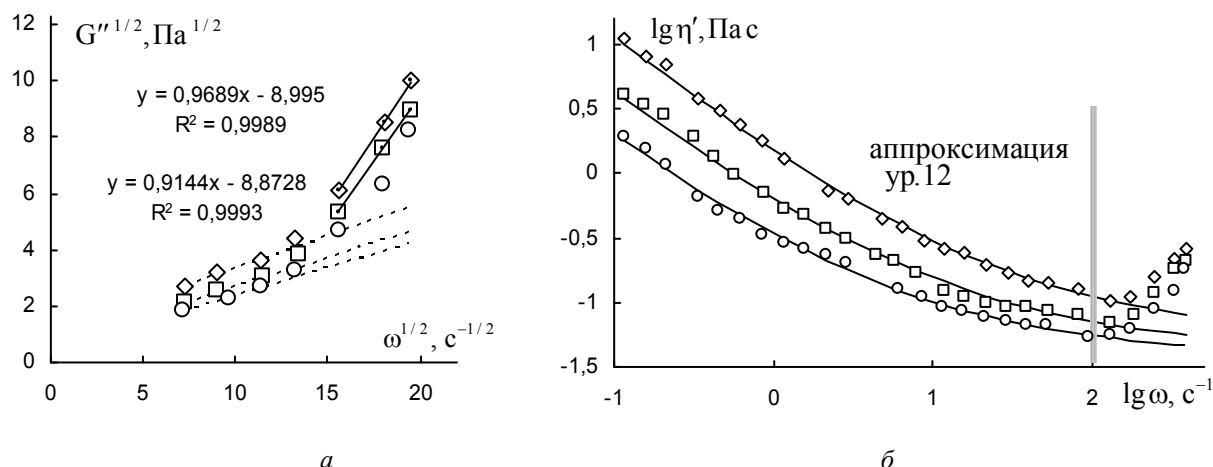 G″ ^1/2, Па ^1/2
12
10
8
6
4
2
0
y = 0,9689x - 8,995
R² = 0,9989
y = 0,9144x - 8,8728
R² = 0,9993
ω^1/2, с^−1/2
0 5 10 15 20
а
lg η′, Па с
1
0,5
0
-0,5
-1
-1,5
аппроксимация
ур.12
-1 0 1 2
lg ω, с⁻¹
б